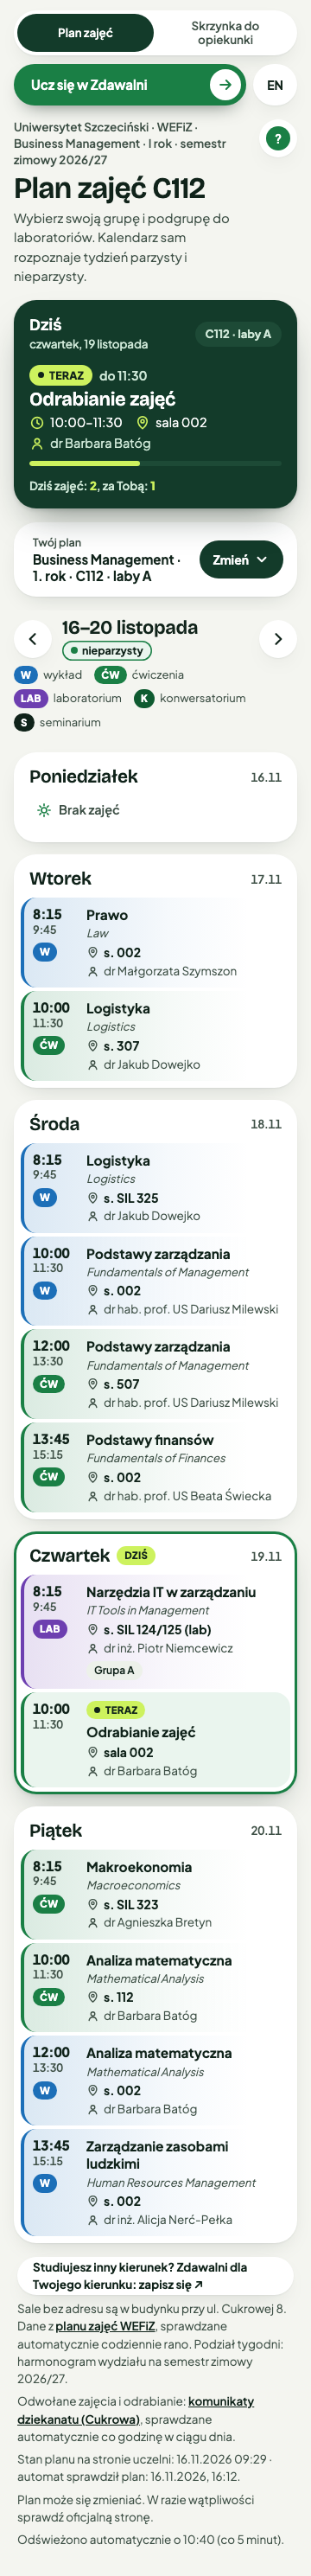 Plan zajęć
Skrzynka do
opiekunki
Ucz się w Zdawalni
EN
Uniwersytet Szczeciński · WEFiZ ·
Business Management · I rok · semestr
zimowy 2026/27
?
Plan zajęć C112
Wybierz swoją grupę i podgrupę do
laboratoriów. Kalendarz sam
rozpoznaje tydzień parzysty i
nieparzysty.
Dziś
czwartek, 19 listopada
C112 · laby A
TERAZ do 11:30
Odrabianie zajęć
10:00–11:30 sala 002
dr Barbara Batóg
Dziś zajęć: 2, za Tobą: 1
Twój plan
Business Management ·
1. rok · C112 · laby A
Zmień
16–20 listopada
nieparzysty
W wykład ĆW ćwiczenia
LAB laboratorium K konwersatorium
S seminarium
Poniedziałek 16.11
Brak zajęć
Wtorek 17.11
8:15 Prawo
9:45 Law
W s. 002
dr Małgorzata Szymszon
10:00 Logistyka
11:30 Logistics
ĆW s. 307
dr Jakub Dowejko
Środa 18.11
8:15 Logistyka
9:45 Logistics
W s. SIL 325
dr Jakub Dowejko
10:00 Podstawy zarządzania
11:30 Fundamentals of Management
W s. 002
dr hab. prof. US Dariusz Milewski
12:00 Podstawy zarządzania
13:30 Fundamentals of Management
ĆW s. 507
dr hab. prof. US Dariusz Milewski
13:45 Podstawy finansów
15:15 Fundamentals of Finances
ĆW s. 002
dr hab. prof. US Beata Świecka
Czwartek DZIŚ 19.11
8:15 Narzędzia IT w zarządzaniu
9:45 IT Tools in Management
LAB s. SIL 124/125 (lab)
dr inż. Piotr Niemcewicz
Grupa A
10:00 TERAZ
11:30 Odrabianie zajęć
sala 002
dr Barbara Batóg
Piątek 20.11
8:15 Makroekonomia
9:45 Macroeconomics
ĆW s. SIL 323
dr Agnieszka Bretyn
10:00 Analiza matematyczna
11:30 Mathematical Analysis
ĆW s. 112
dr Barbara Batóg
12:00 Analiza matematyczna
13:30 Mathematical Analysis
W s. 002
dr Barbara Batóg
13:45 Zarządzanie zasobami
15:15 ludzkimi
Human Resources Management
W s. 002
dr inż. Alicja Nerć-Pełka
Studiujesz inny kierunek? Zdawalni dla
Twojego kierunku: zapisz się ↗
Sale bez adresu są w budynku przy ul. Cukrowej 8.
Dane z planu zajęć WEFiZ, sprawdzane
automatycznie codziennie rano. Podział tygodni:
harmonogram wydziału na semestr zimowy
2026/27.
Odwołane zajęcia i odrabianie: komunikaty
dziekanatu (Cukrowa), sprawdzane
automatycznie co godzinę w ciągu dnia.
Stan planu na stronie uczelni: 16.11.2026 09:29 ·
automat sprawdził plan: 16.11.2026, 16:12.
Plan może się zmieniać. W razie wątpliwości
sprawdź oficjalną stronę.
Odświeżono automatycznie o 10:40 (co 5 minut).